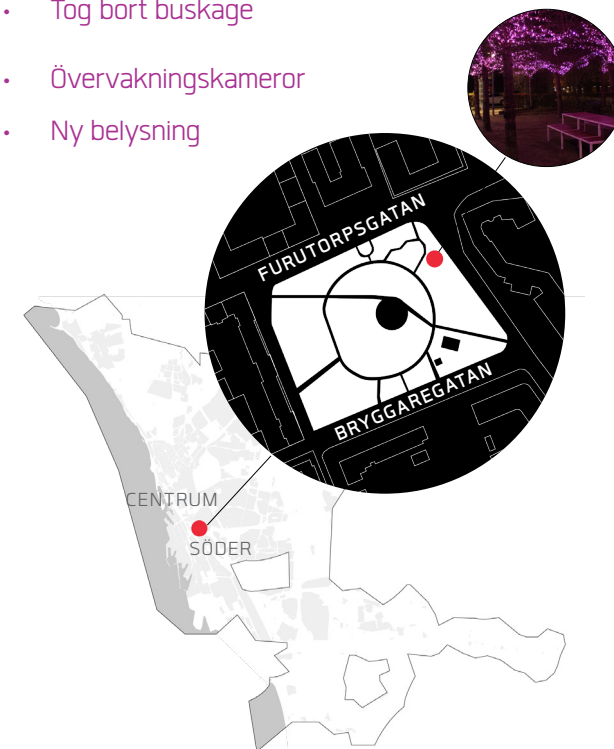 • Tog bort buskage
• Övervakningskameror
• Ny belysning
FURUTORPSGATAN
BRYGGAREGATAN
CENTRUM
SÖDER